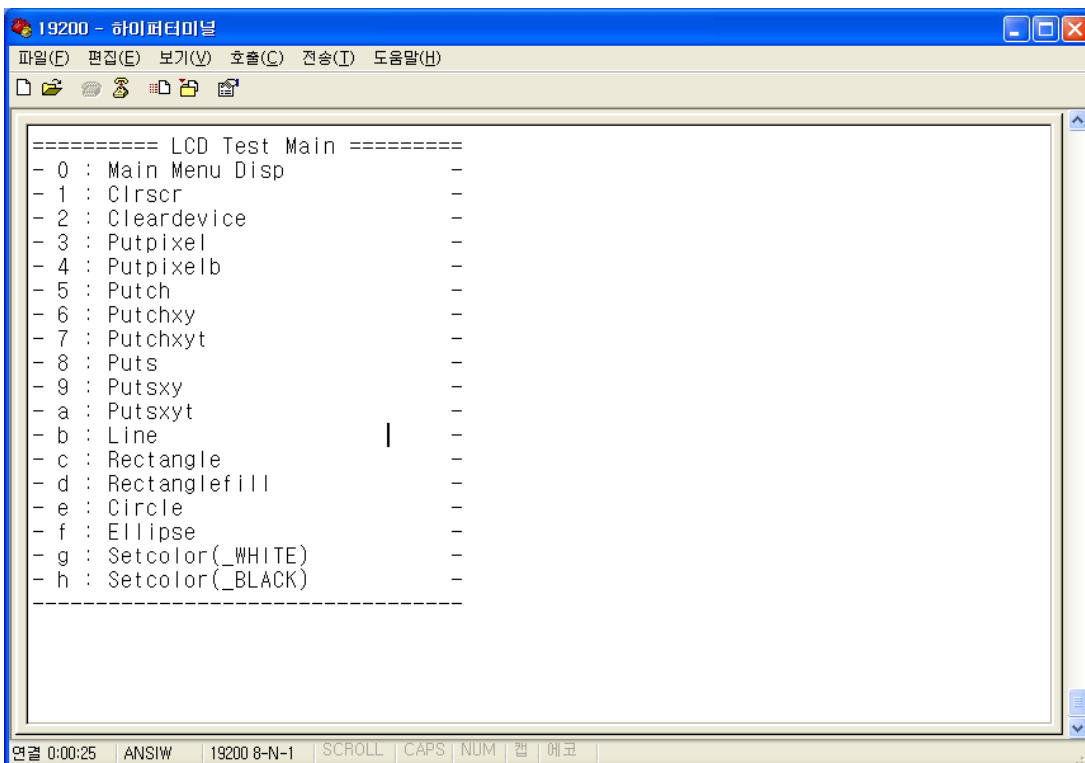 19200 - 하이퍼터미널
파일(F) 편집(E) 보기(V) 호출(C) 전송(T) 도움말(H)
========== LCD Test Main =========
- 0 : Main Menu Disp -
- 1 : Clrscr -
- 2 : Cleardevice -
- 3 : Putpixel -
- 4 : Putpixelb -
- 5 : Putch -
- 6 : Putchxy -
- 7 : Putchxyt -
- 8 : Puts -
- 9 : Putsxy -
- a : Putsxyt -
- b : Line -
- c : Rectangle -
- d : Rectanglefill -
- e : Circle -
- f : Ellipse -
- g : Setcolor(_WHITE) -
- h : Setcolor(_BLACK) -
----------------------------------
연결 0:00:25 ANSIW 19200 8-N-1 SCROLL CAPS NUM 캡 에코